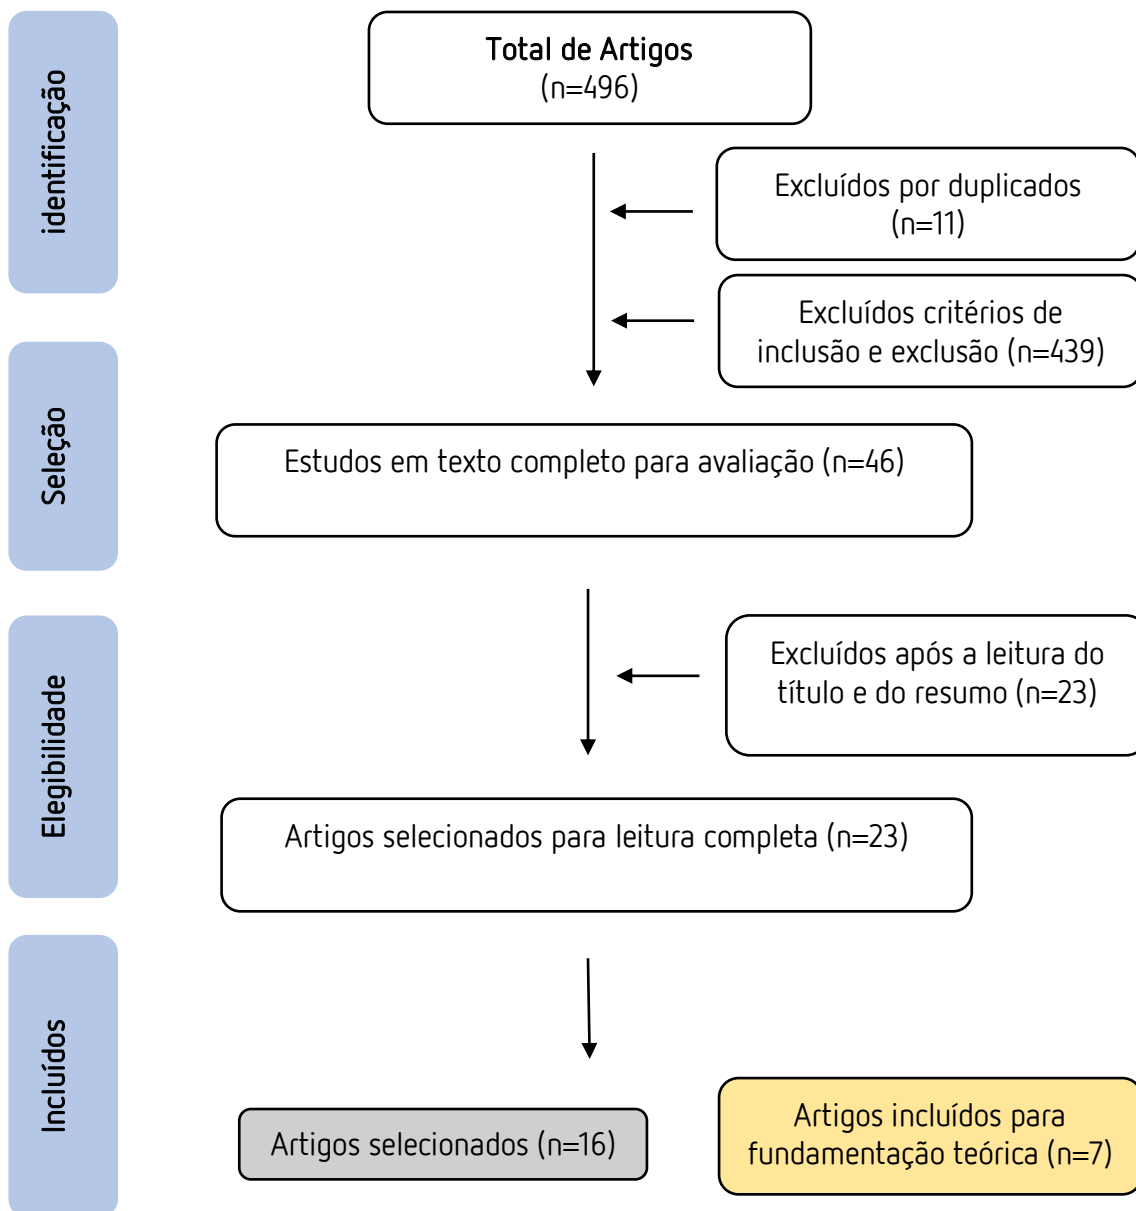 identificação
Total de Artigos
(n=496)
Excluídos por duplicados
(n=11)
Excluídos critérios de
inclusão e exclusão (n=439)
Seleção
Estudos em texto completo para avaliação (n=46)
Elegibilidade
Excluídos após a leitura do
título e do resumo (n=23)
Artigos selecionados para leitura completa (n=23)
Incluídos
Artigos selecionados (n=16)
Artigos incluídos para
fundamentação teórica (n=7)